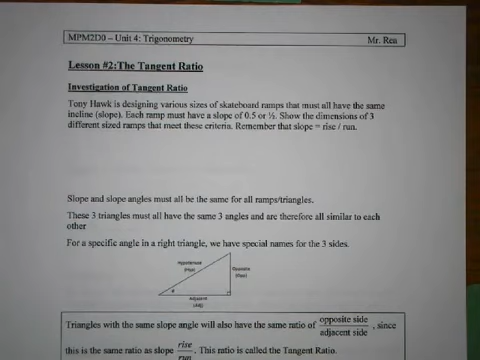 MPM2D0 – Unit 4: Trigonometry Mr. Ren
Lesson #2:The Tangent Ratio
Investigation of Tangent Ratio
Tony Hawk is designing various sizes of skateboard ramps that must all have the same
incline (slope). Each ramp must have a slope of 0.5 or ½. Show the dimensions of 3
different sized ramps that meet these criteria. Remember that slope = rise / run.
Slope and slope angles must all be the same for all ramps/triangles.
These 3 triangles must all have the same 3 angles and are therefore all similar to each
other
For a specific angle in a right triangle, we have special names for the 3 sides.
Hypotenuse
(Hyp)
Opposite
(Opp)
Adjacent
(Adj)
Triangles with the same slope angle will also have the same ratio of opposite side / adjacent side , since
this is the same ratio as slope rise / run . This ratio is called the Tangent Ratio.